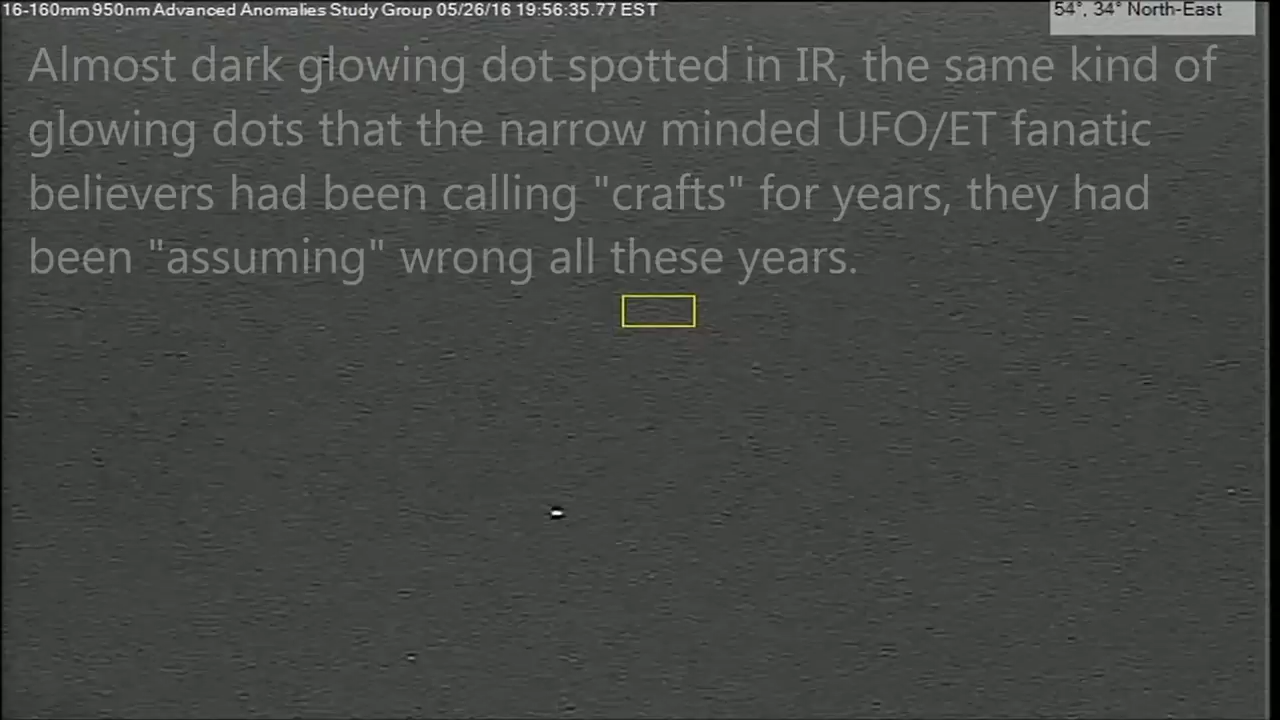 16-160mm 950nm Advanced Anomalies Study Group 05/26/16 19:56:35.77 EST
54°, 34° North-East
Almost dark glowing dot spotted in IR, the same kind of
glowing dots that the narrow minded UFO/ET fanatic
believers had been calling "crafts" for years, they had
been "assuming" wrong all these years.